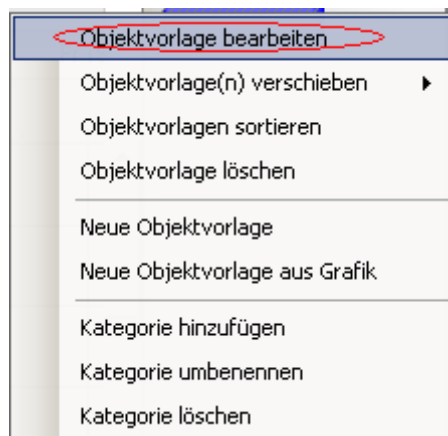 Objektvorlage bearbeiten
Objektvorlage(n) verschieben
Objektvorlagen sortieren
Objektvorlage löschen
Neue Objektvorlage
Neue Objektvorlage aus Grafik
Kategorie hinzufügen
Kategorie umbenennen
Kategorie löschen